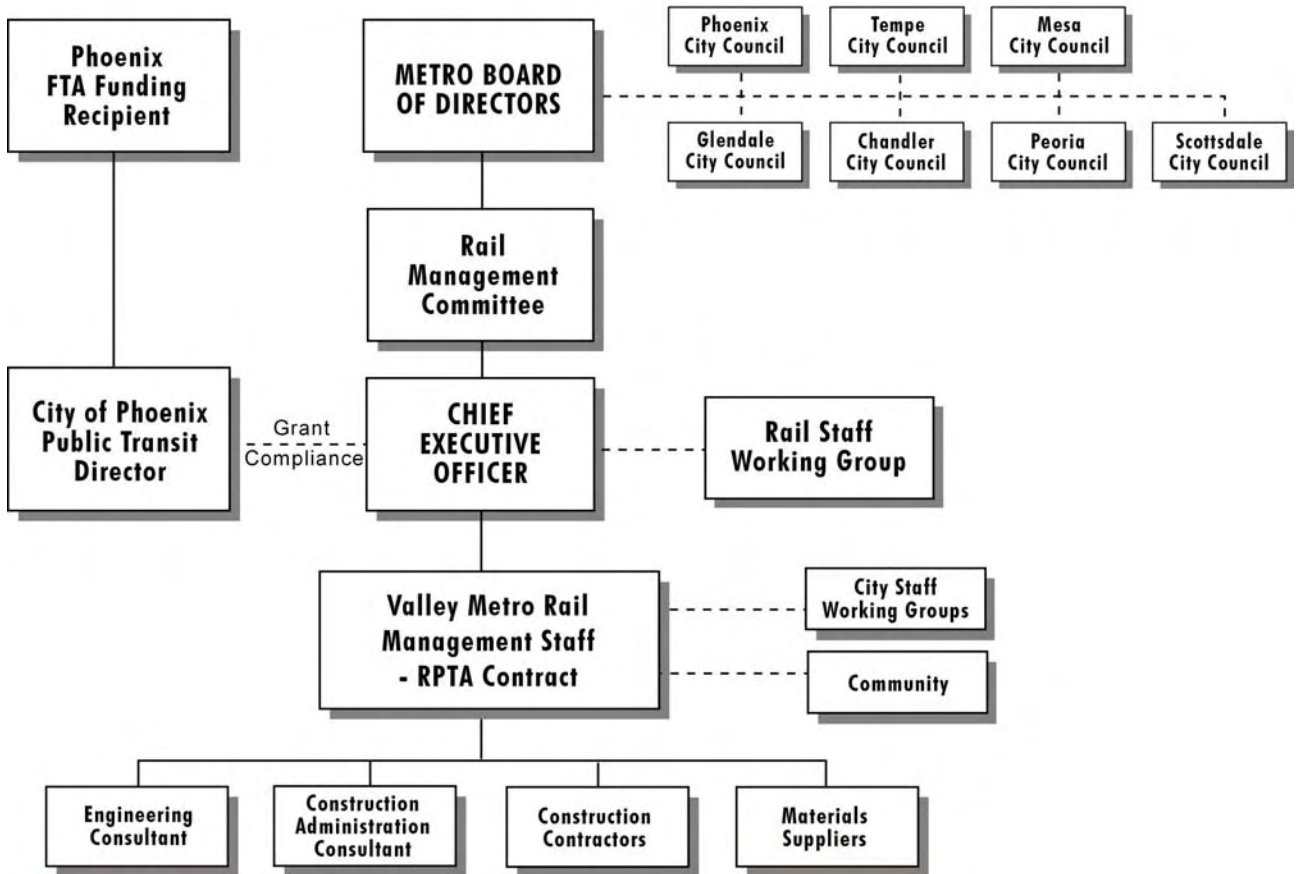 Phoenix
FTA Funding
Recipient
METRO BOARD
OF DIRECTORS
Phoenix
City Council
Tempe
City Council
Mesa
City Council
Glendale
City Council
Chandler
City Council
Peoria
City Council
Scottsdale
City Council
Rail
Management
Committee
City of Phoenix
Public Transit
Director
Grant
Compliance
CHIEF
EXECUTIVE
OFFICER
Rail Staff
Working Group
Valley Metro Rail
Management Staff
- RPTA Contract
City Staff
Working Groups
Community
Engineering
Consultant
Construction
Administration
Consultant
Construction
Contractors
Materials
Suppliers